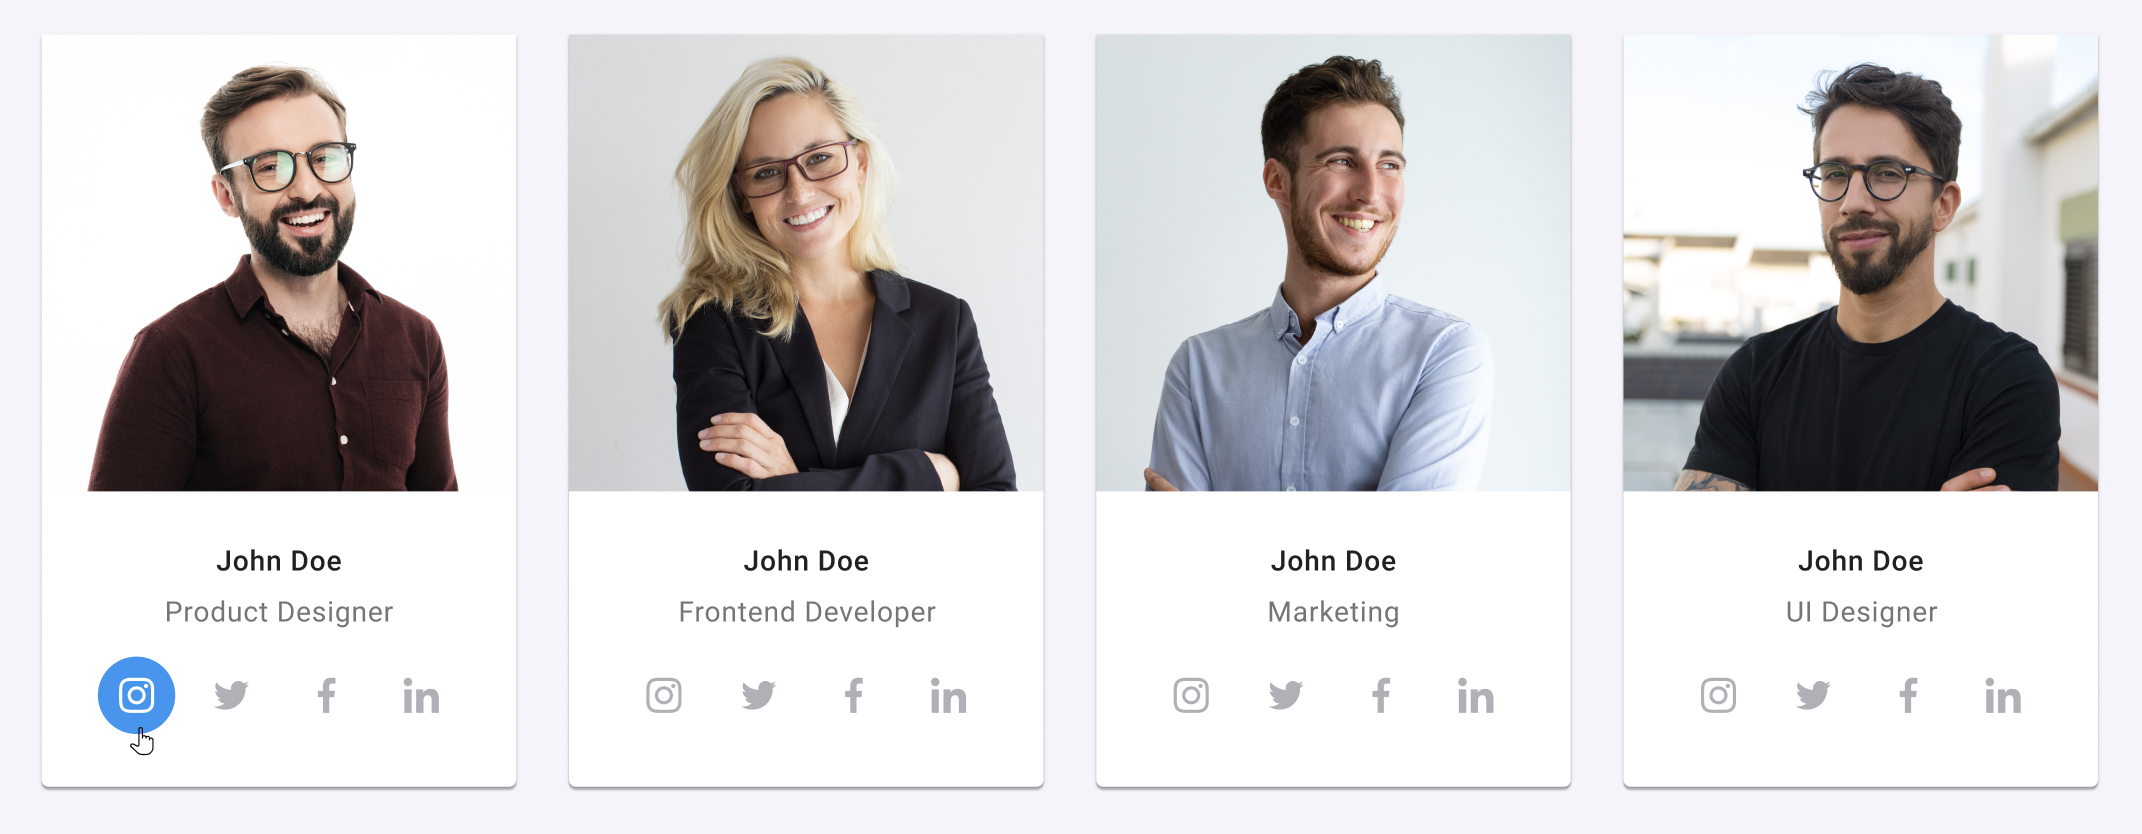 John Doe
Product Designer
John Doe
Frontend Developer
John Doe
Marketing
John Doe
UI Designer